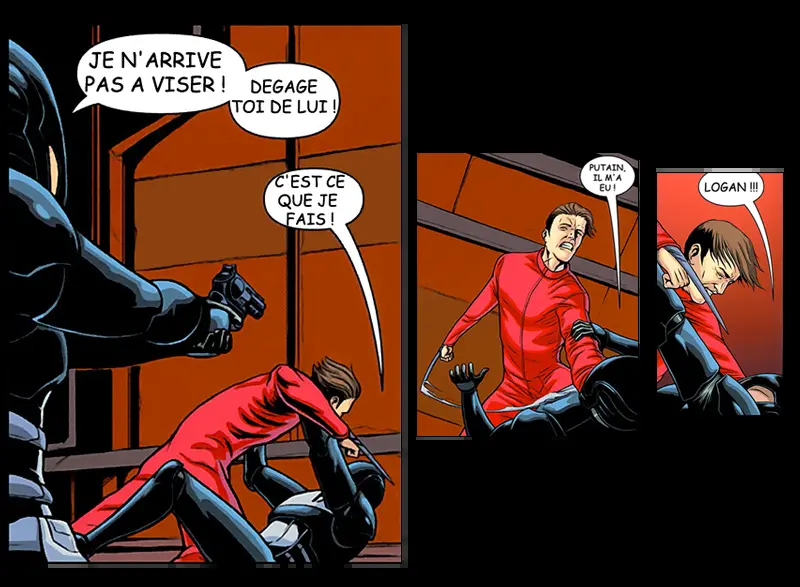 JE N'ARRIVE
PAS A VISER !
DEGAGE
TOI DE LUI !
C'EST CE
QUE JE
FAIS !
PUTAIN,
IL M'A
EU !
LOGAN !!!